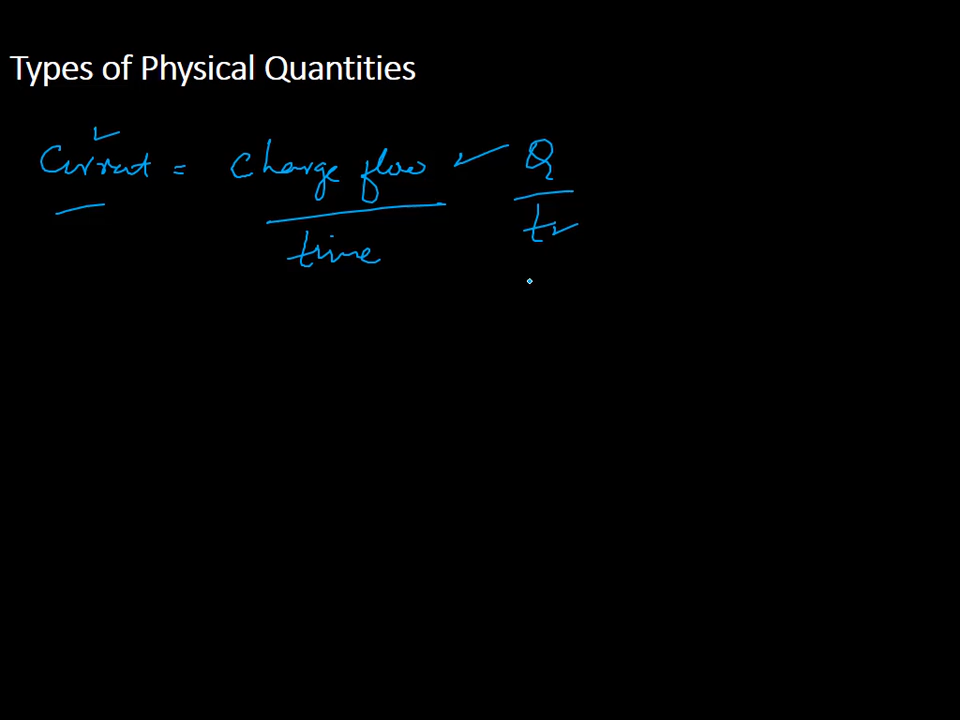 Types of Physical Quantities
Current = Charge flow Q
time t